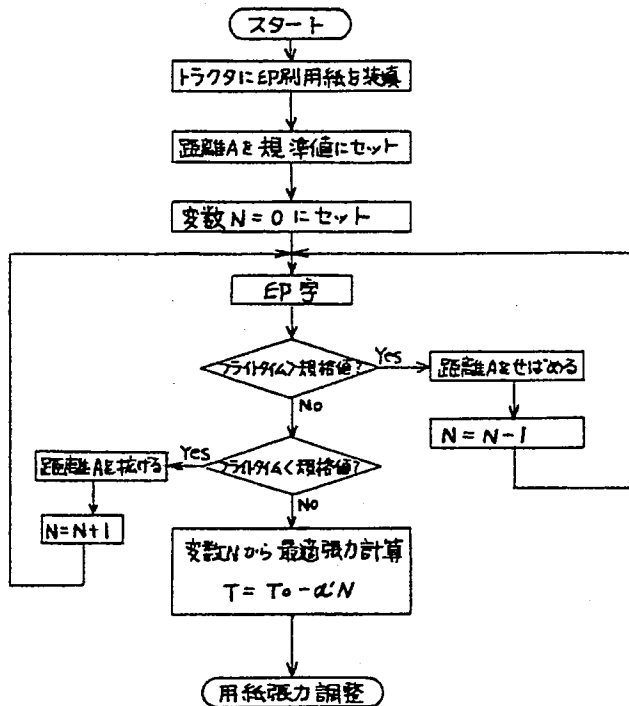 スタート
トラクタに印刷用紙を装填
距離Aを規準値にセット
変数N=0にセット
印字
フライトタイム>規格値?
Yes
距離Aをせばめる
No
N=N-1
フライトタイム<規格値?
Yes
距離Aを拡げる
No
N=N+1
変数Nから最適張力計算
T=To-α'N
用紙張力調整